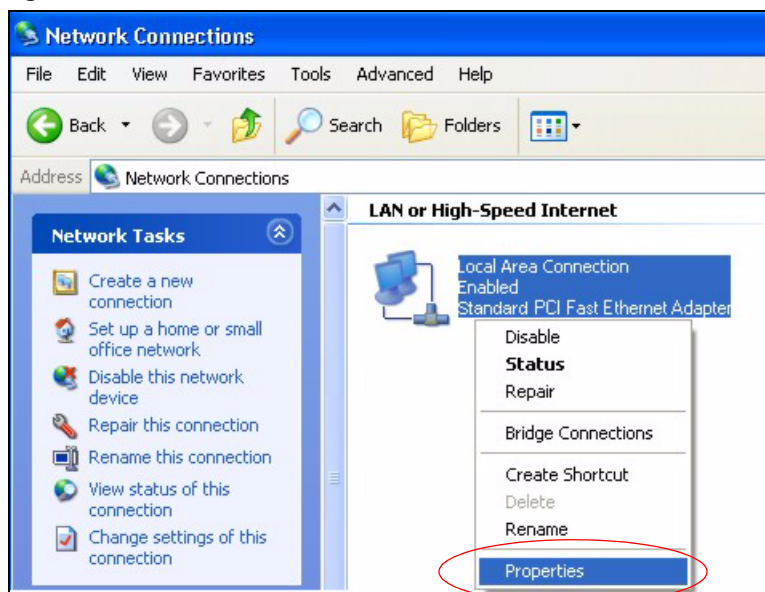 Network Connections
File Edit View Favorites Tools Advanced Help
Back Search Folders
Address Network Connections
Network Tasks
Create a new
connection
Set up a home or small
office network
Disable this network
device
Repair this connection
Rename this connection
View status of this
connection
Change settings of this
connection
LAN or High-Speed Internet
Local Area Connection
Enabled
Standard PCI Fast Ethernet Adapter
Disable
Status
Repair
Bridge Connections
Create Shortcut
Delete
Rename
Properties